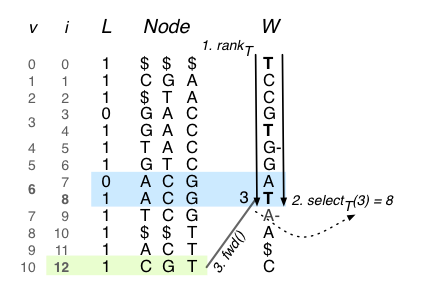 v i L Node W
1. rankT
0 0 1 $ $ $ T
1 1 1 C G A C
2 2 1 $ T A C
3 3 0 G A C G
4 1 G A C T
4 5 1 T A C G-
5 6 1 G T C G
6 7 0 A C G A
8 1 A C G 3 T 2. selectT(3) = 8
7 9 1 T C G A-
8 10 1 $ $ T A
9 11 1 A C T $
10 12 1 C G T C
3. fwd()